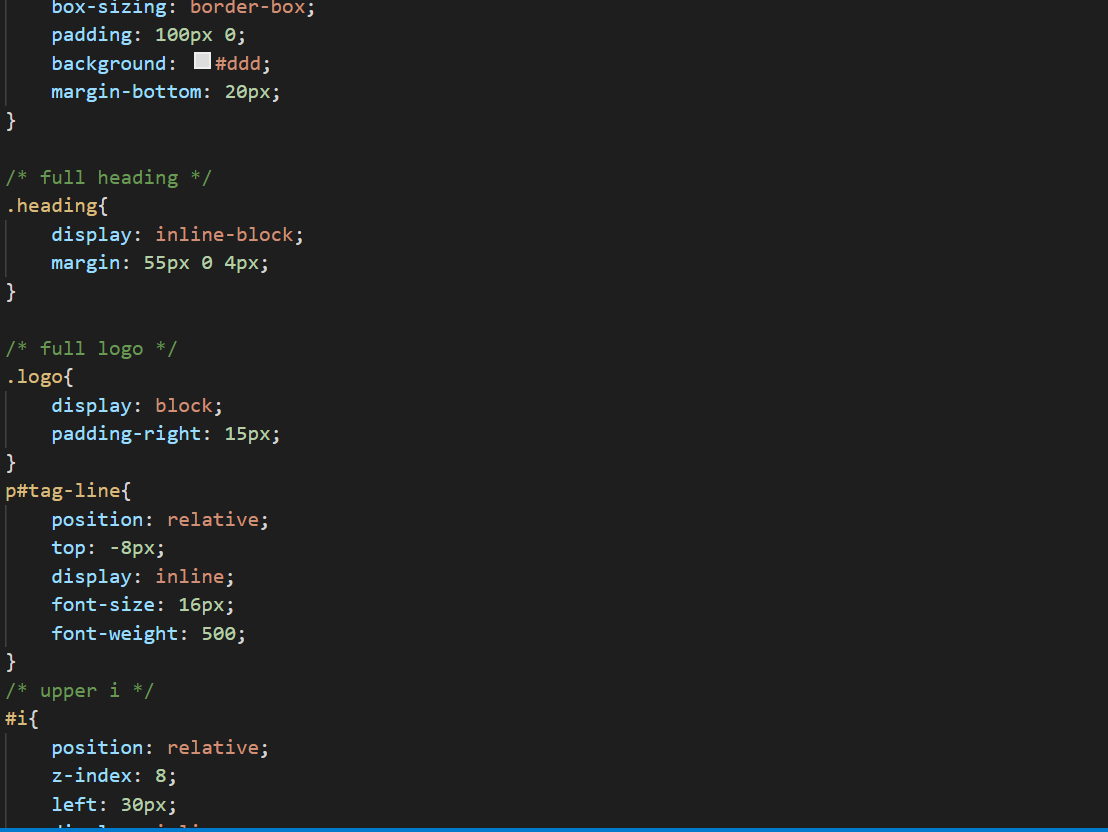 box-sizing: border-box;
    padding: 100px 0;
    background: #ddd;
    margin-bottom: 20px;
}

/* full heading */
.heading{
    display: inline-block;
    margin: 55px 0 4px;
}

/* full logo */
.logo{
    display: block;
    padding-right: 15px;
}
p#tag-line{
    position: relative;
    top: -8px;
    display: inline;
    font-size: 16px;
    font-weight: 500;
}
/* upper i */
#i{
    position: relative;
    z-index: 8;
    left: 30px;